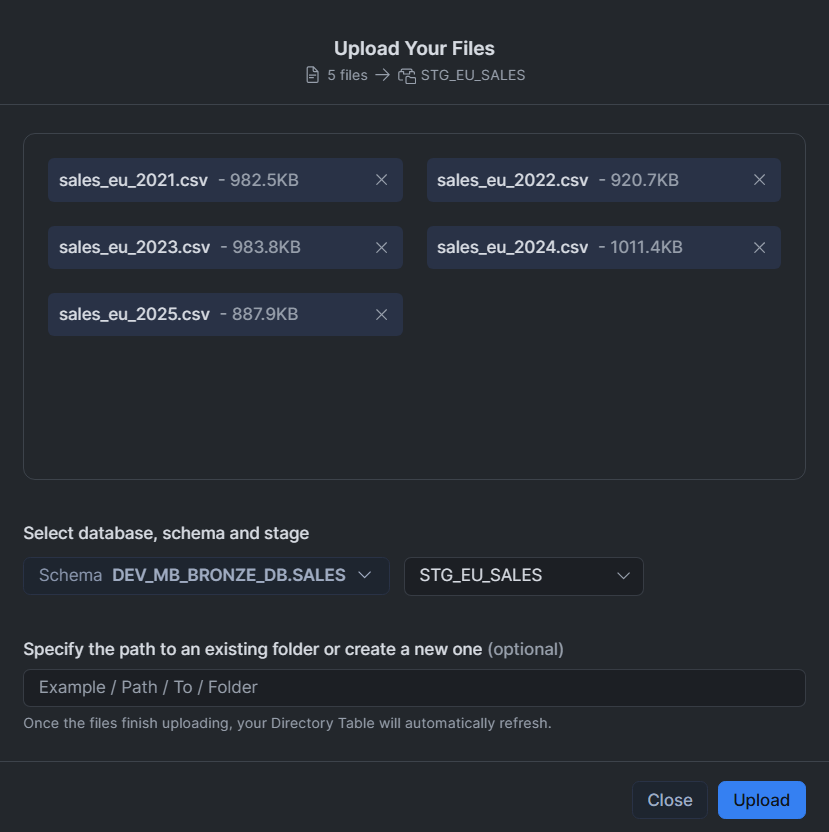 Upload Your Files
5 files → STG_EU_SALES
sales_eu_2021.csv - 982.5KB
sales_eu_2022.csv - 920.7KB
sales_eu_2023.csv - 983.8KB
sales_eu_2024.csv - 1011.4KB
sales_eu_2025.csv - 887.9KB
Select database, schema and stage
Schema DEV_MB_BRONZE_DB.SALES
STG_EU_SALES
Specify the path to an existing folder or create a new one (optional)
Example / Path / To / Folder
Once the files finish uploading, your Directory Table will automatically refresh.
Close
Upload